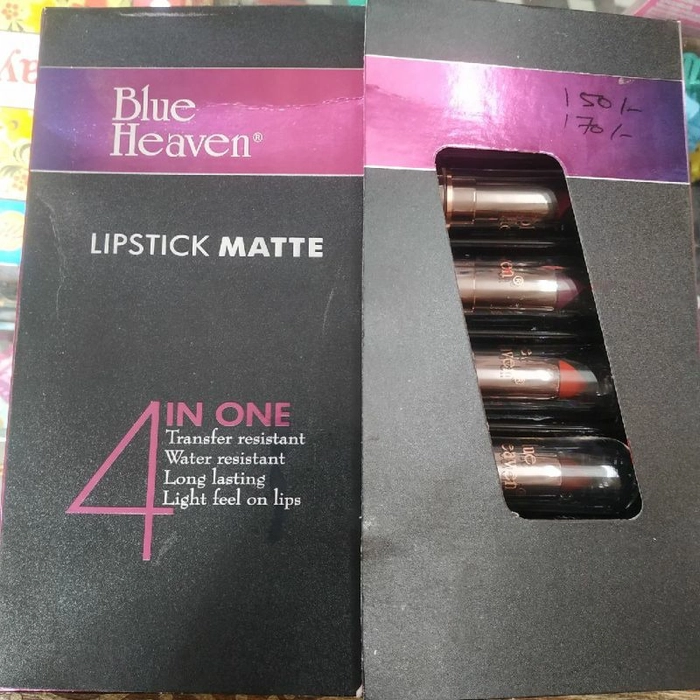 Blue
Heaven®
LIPSTICK MATTE
4 IN ONE
Transfer resistant
Water resistant
Long lasting
Light feel on lips
150/-
170/-